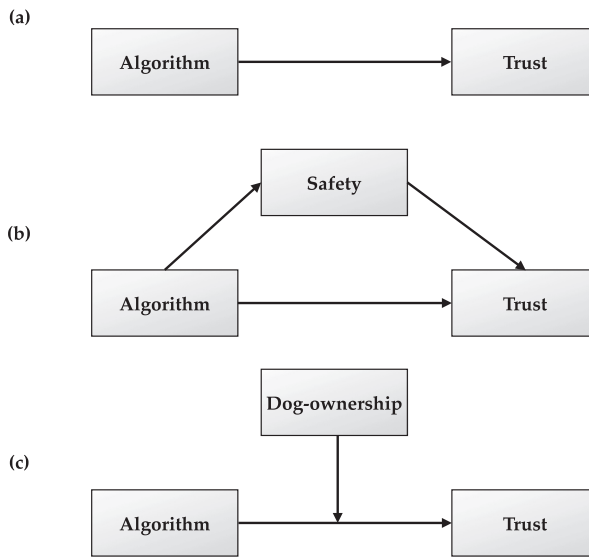 (a)
Algorithm
Trust
Safety
(b)
Algorithm
Trust
Dog-ownership
(c)
Algorithm
Trust